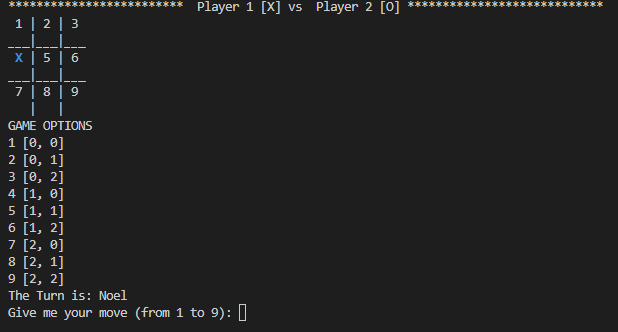 ************************* Player 1 [X] vs  Player 2 [O] ****************************
1 | 2 | 3
___|___|___
X | 5 | 6
___|___|___
7 | 8 | 9
|   |
GAME OPTIONS
1 [0, 0]
2 [0, 1]
3 [0, 2]
4 [1, 0]
5 [1, 1]
6 [1, 2]
7 [2, 0]
8 [2, 1]
9 [2, 2]
The Turn is: Noel
Give me your move (from 1 to 9):